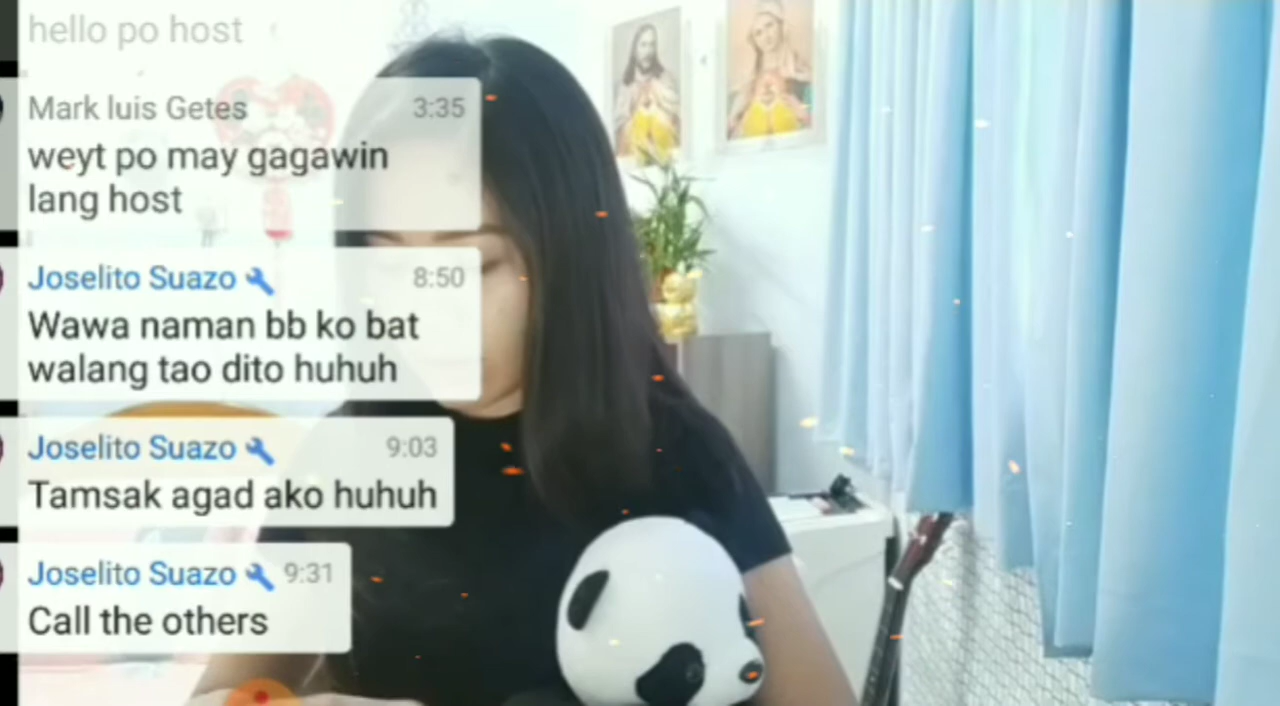 hello po host
Mark luis Getes 3:35
weyt po may gagawin
lang host
Joselito Suazo 8:50
Wawa naman bb ko bat
walang tao dito huhuh
Joselito Suazo 9:03
Tamsak agad ako huhuh
Joselito Suazo 9:31
Call the others